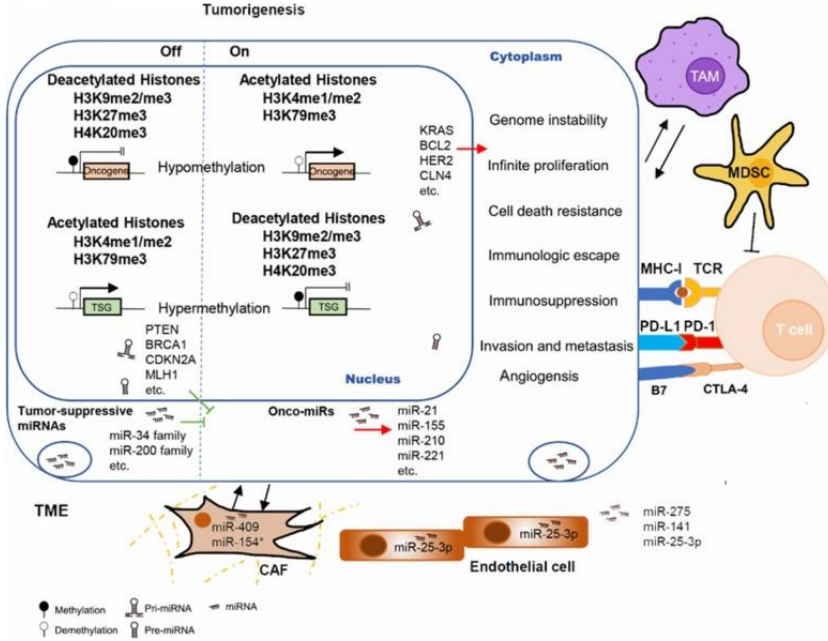 Tumorigenesis
Off On
Cytoplasm
Deacetylated Histones
H3K9me2/me3
H3K27me3
H4K20me3
Oncogene
Hypomethylation
Acetylated Histones
H3K4me1/me2
H3K79me3
Oncogene
KRAS
BCL2
HER2
CLN4
etc.
Acetylated Histones
H3K4me1/me2
H3K79me3
TSG
Hypermethylation
Deacetylated Histones
H3K9me2/me3
H3K27me3
H4K20me3
TSG
PTEN
BRCA1
CDKN2A
MLH1
etc.
Nucleus
Genome instability
Infinite proliferation
Cell death resistance
Immunologic escape
Immunosuppression
Invasion and metastasis
Angiogensis
Tumor-suppressive
miRNAs
miR-34 family
miR-200 family
etc.
Onco-miRs
miR-21
miR-155
miR-210
miR-221
etc.
TAM
MDSC
MHC-I TCR
PD-L1 PD-1
B7 CTLA-4
T cell
TME
miR-409
miR-154*
CAF
miR-25-3p
miR-25-3p
Endothelial cell
miR-275
miR-141
miR-25-3p
Methylation
Pri-miRNA
miRNA
Demethylation
Pre-miRNA